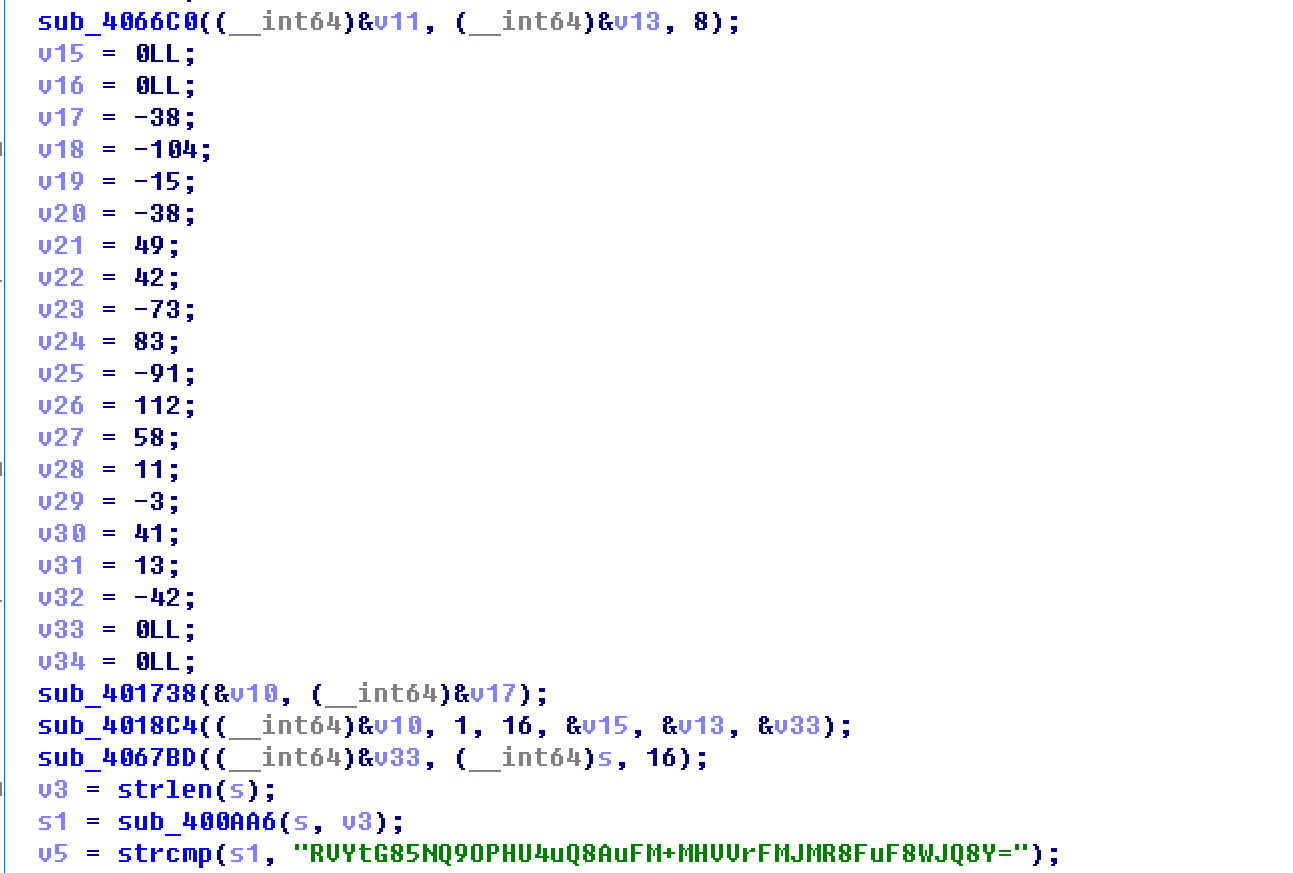 sub_4066C0((__int64)&v11, (__int64)&v13, 8);
v15 = 0LL;
v16 = 0LL;
v17 = -38;
v18 = -104;
v19 = -15;
v20 = -38;
v21 = 49;
v22 = 42;
v23 = -73;
v24 = 83;
v25 = -91;
v26 = 112;
v27 = 58;
v28 = 11;
v29 = -3;
v30 = 41;
v31 = 13;
v32 = -42;
v33 = 0LL;
v34 = 0LL;
sub_401738(&v10, (__int64)&v17);
sub_4018C4((__int64)&v10, 1, 16, &v15, &v13, &v33);
sub_4067BD((__int64)&v33, (__int64)s, 16);
v3 = strlen(s);
s1 = sub_400AA6(s, v3);
v5 = strcmp(s1, "RVYtG85NQ9OPHU4uQ8AuFM+MHVVrFMJMR8FuF8WJQ8Y=");